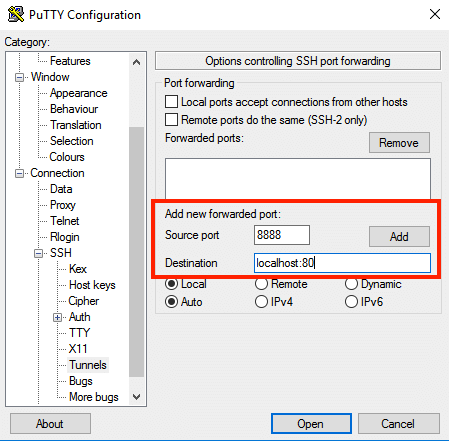 PuTTY Configuration
Category:
Features
Window
Appearance
Behaviour
Translation
Selection
Colours
Connection
Data
Proxy
Telnet
Rlogin
SSH
Kex
Host keys
Cipher
Auth
TTY
X11
Tunnels
Bugs
More bugs
Options controlling SSH port forwarding
Port forwarding
Local ports accept connections from other hosts
Remote ports do the same (SSH-2 only)
Forwarded ports:
Remove
Add new forwarded port:
Source port 8888 Add
Destination localhost:80
Local Remote Dynamic
Auto IPv4 IPv6
About Open Cancel